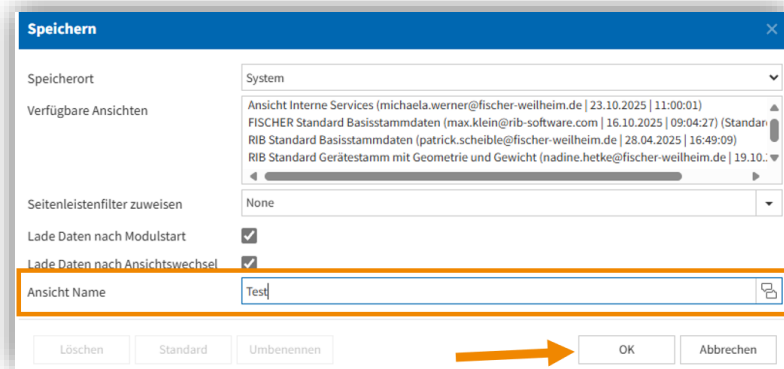 Speichern
Speicherort
System
Verfügbare Ansichten
Ansicht Interne Services (michaela.werner@fischer-weilheim.de | 23.10.2025 | 11:00:01)
FISCHER Standard Basisstammdaten (max.klein@rib-software.com | 16.10.2025 | 09:04:27) (Standar
RIB Standard Basisstammdaten (patrick.scheible@fischer-weilheim.de | 28.04.2025 | 16:49:09)
RIB Standard Gerätestamm mit Geometrie und Gewicht (nadine.hetke@fischer-weilheim.de | 19.10.
Seitenleistenfilter zuweisen
None
Lade Daten nach Modulstart
Lade Daten nach Ansichtswechsel
Ansicht Name
Test
Löschen
Standard
Umbenennen
OK
Abbrechen